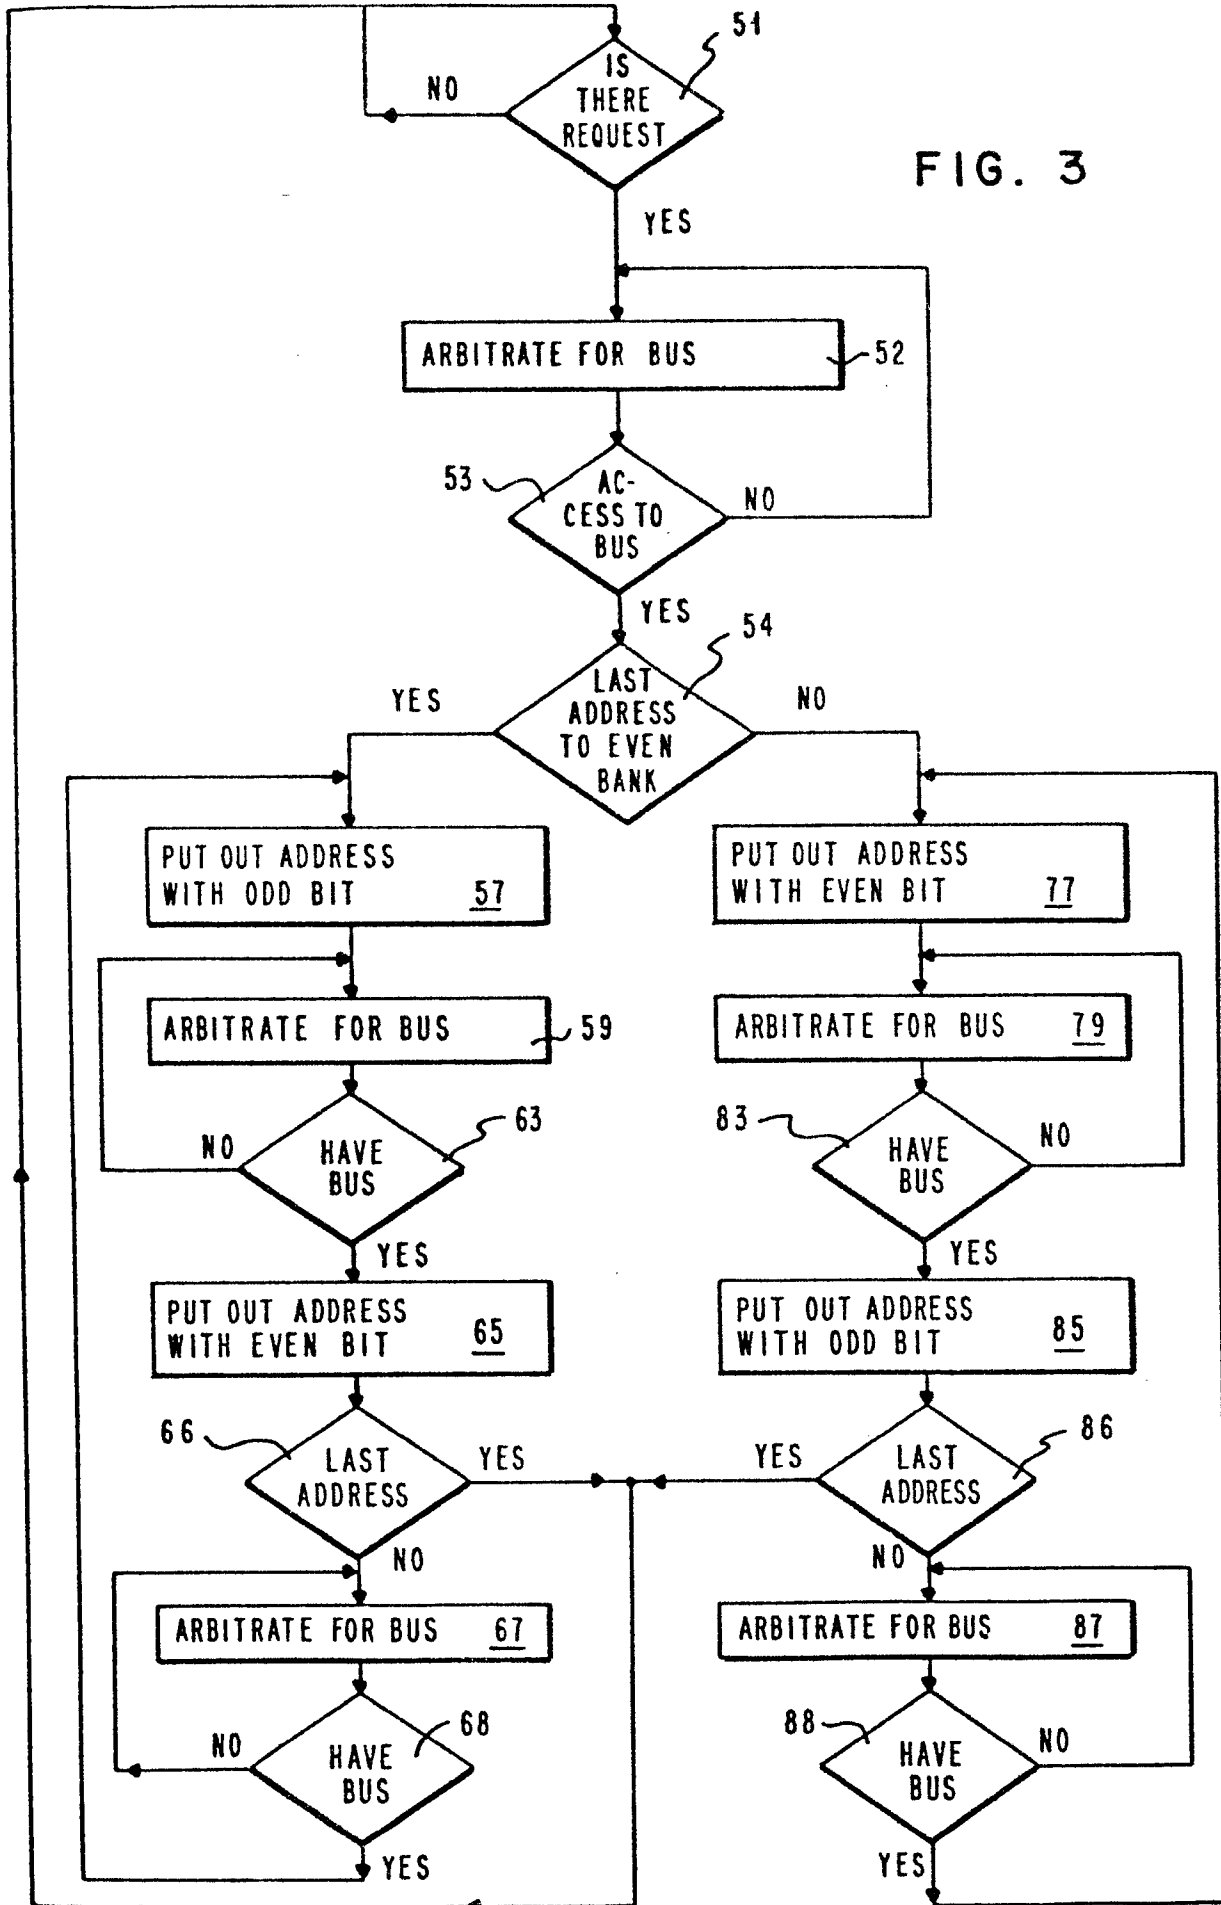 51
IS
THERE
REQUEST
NO
FIG. 3
YES
ARBITRATE FOR BUS
52
53
AC-
CESS TO
BUS
NO
YES
54
LAST
ADDRESS
TO EVEN
BANK
YES
NO
PUT OUT ADDRESS
WITH ODD BIT 57
PUT OUT ADDRESS
WITH EVEN BIT 77
ARBITRATE FOR BUS
59
ARBITRATE FOR BUS 79
63
HAVE
BUS
NO
YES
83
HAVE
BUS
NO
YES
PUT OUT ADDRESS
WITH EVEN BIT 65
PUT OUT ADDRESS
WITH ODD BIT 85
66
LAST
ADDRESS
YES
NO
86
LAST
ADDRESS
YES
NO
ARBITRATE FOR BUS 67
ARBITRATE FOR BUS 87
68
HAVE
BUS
NO
YES
88
HAVE
BUS
NO
YES